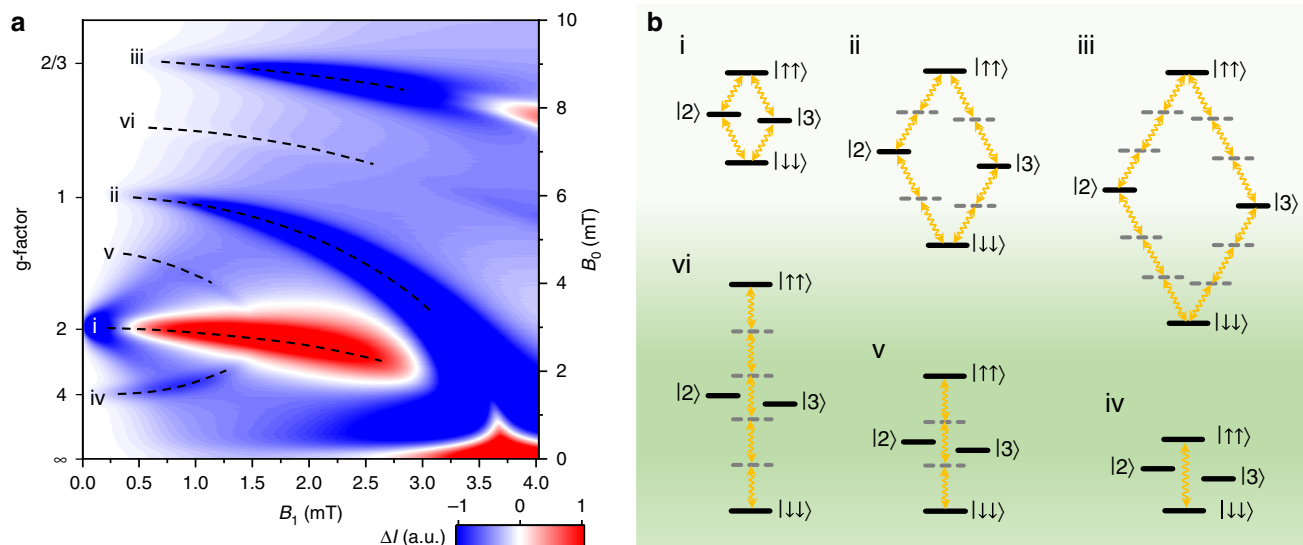 a
g-factor
2/3
1
2
4
∞
iii
vi
ii
v
i
iv
10
8
6
4
2
0
B₀ (mT)
0.0 0.5 1.0 1.5 2.0 2.5 3.0 3.5 4.0
B₁ (mT)
ΔI (a.u.)
−1 0 1
b
i
|↑↑⟩
|2⟩ |3⟩
|↓↓⟩
ii
|↑↑⟩
|2⟩
|3⟩
|↓↓⟩
iii
|↑↑⟩
|2⟩
|3⟩
|↓↓⟩
vi
|↑↑⟩
|2⟩
|3⟩
|↓↓⟩
v
|↑↑⟩
|2⟩
|3⟩
|↓↓⟩
iv
|↑↑⟩
|2⟩
|3⟩
|↓↓⟩